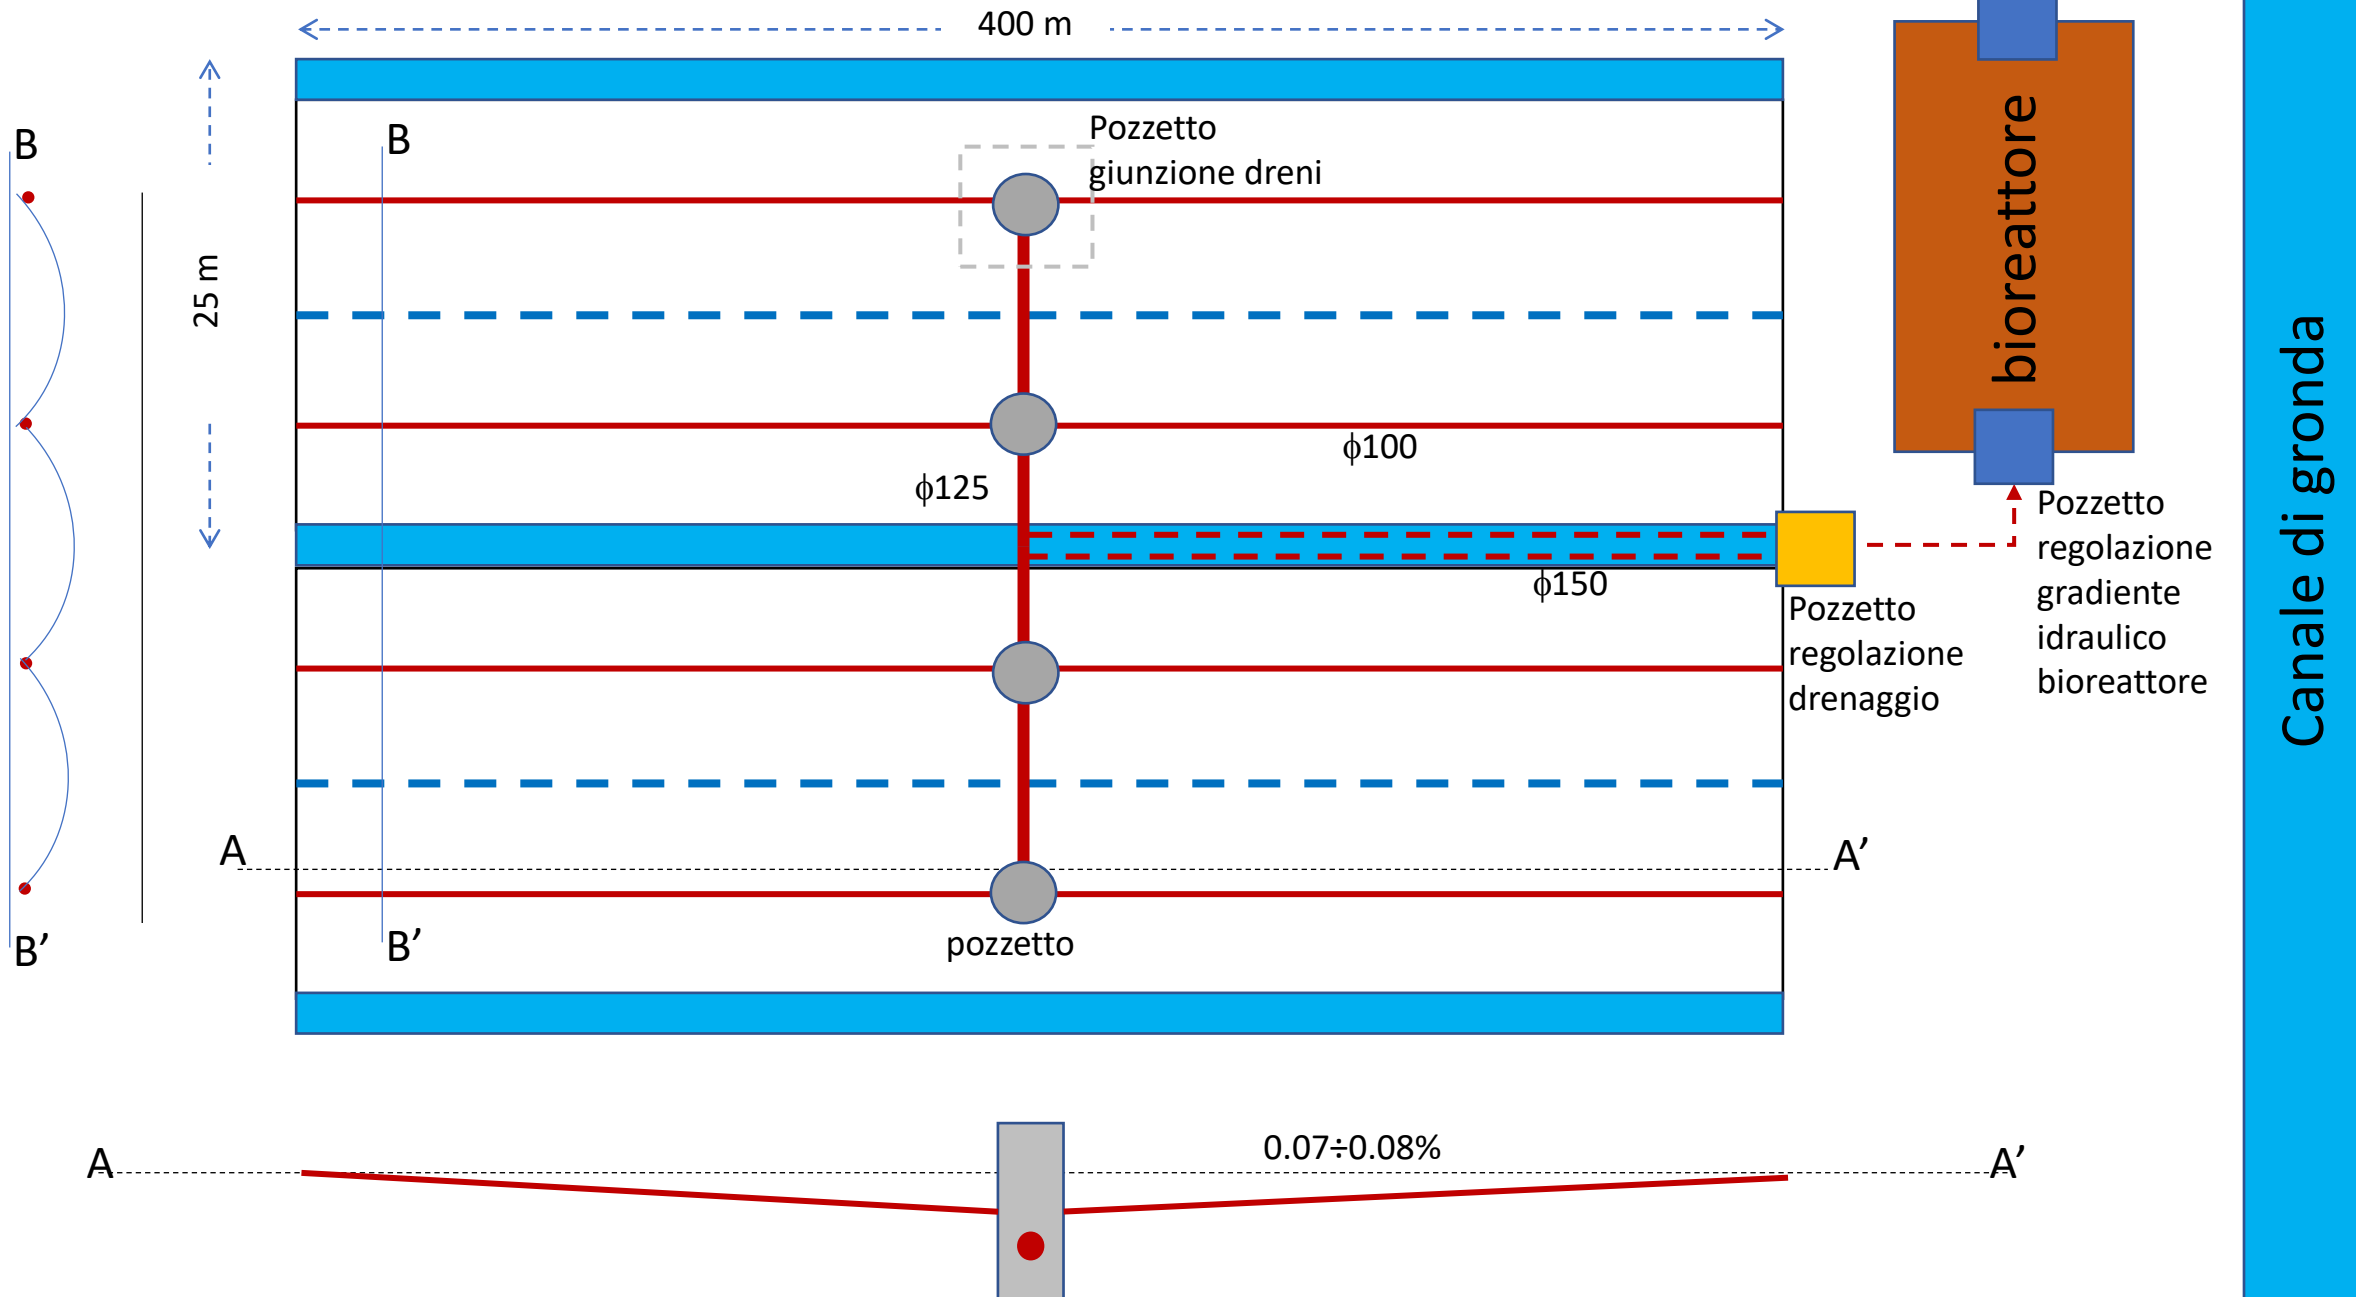 400 m
B
B
Pozzetto
giunzione dreni
25 m
bioreattore
Canale di gronda
ϕ100
ϕ125
ϕ150
Pozzetto
regolazione
gradiente
idraulico
bioreattore
Pozzetto
regolazione
drenaggio
A
A’
B’
B’
pozzetto
0.07÷0.08%
A
A’